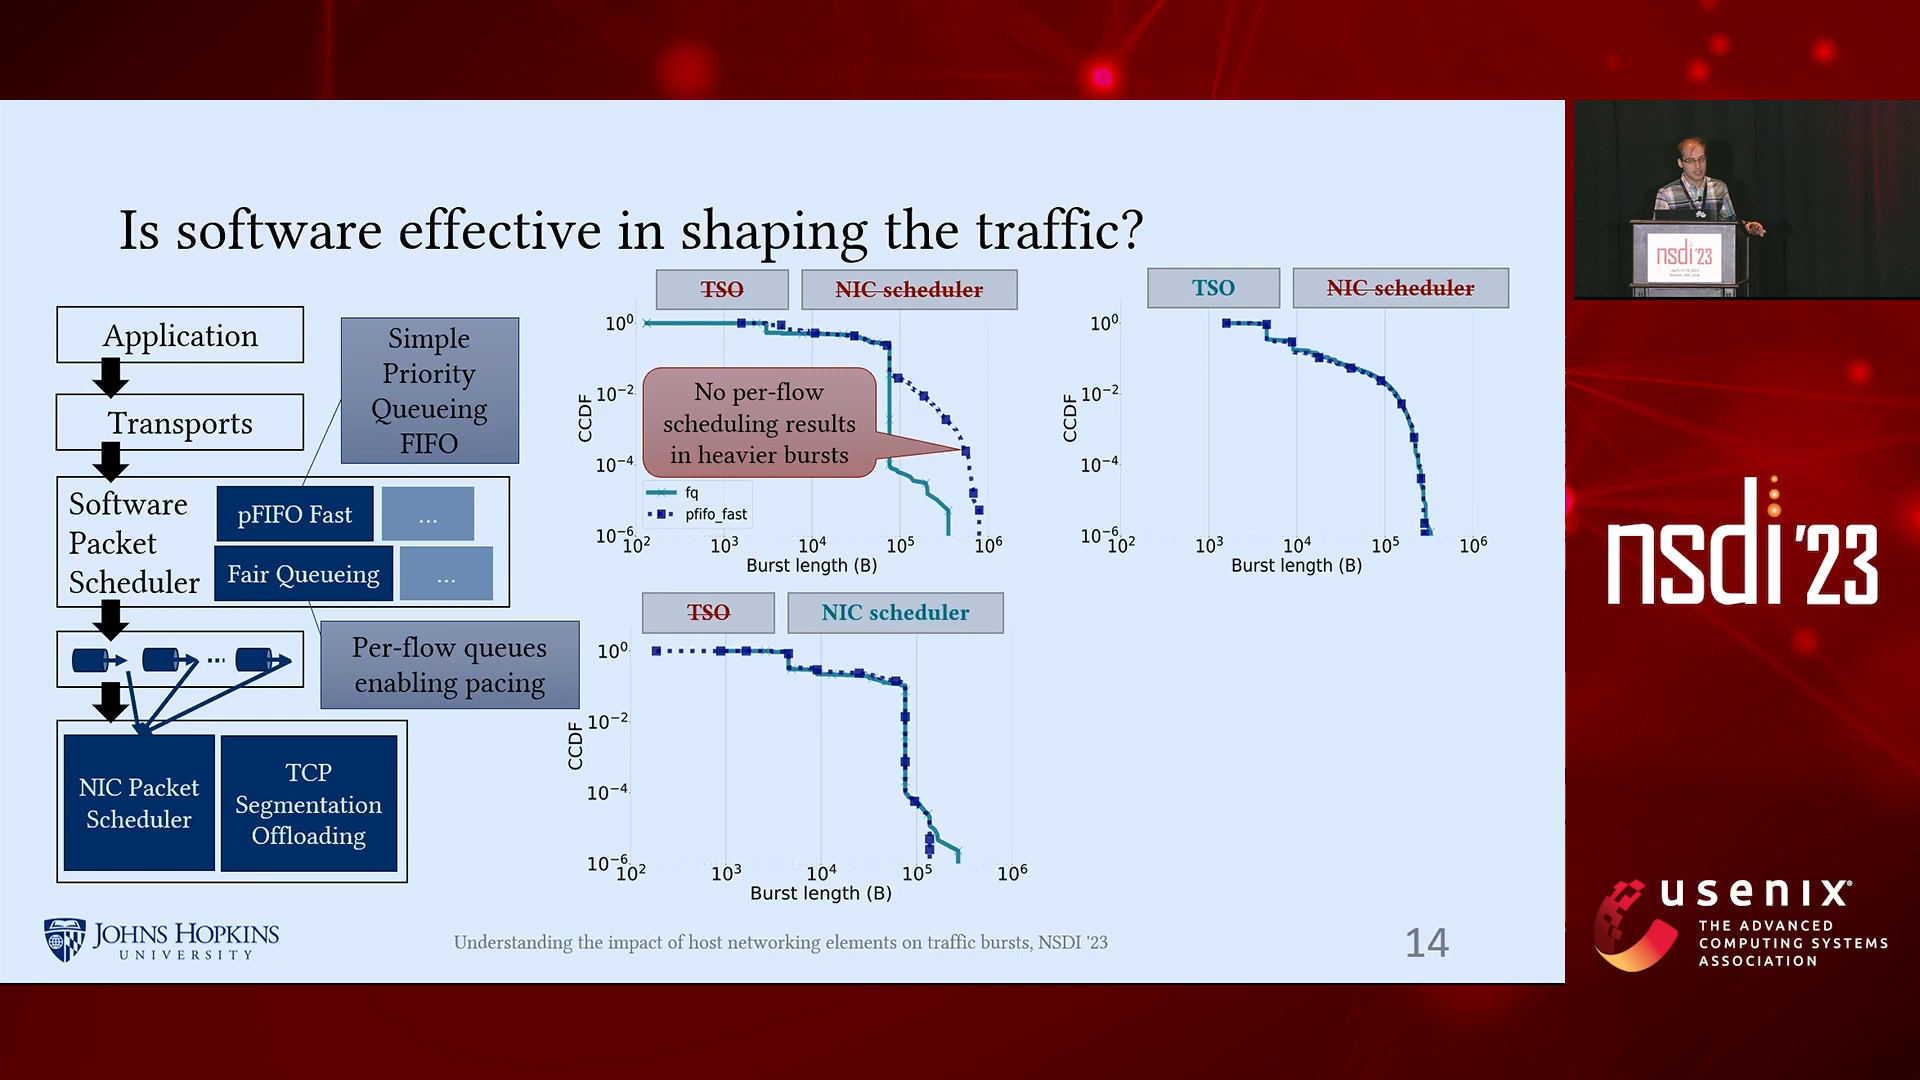 Is software effective in shaping the traffic?
Application
Transports
Software
Packet
Scheduler
pFIFO Fast
...
Fair Queueing
...
Simple
Priority
Queueing
FIFO
Per-flow queues
enabling pacing
...
NIC Packet
Scheduler
TCP
Segmentation
Offloading
TSO
NIC scheduler
CCDF
10⁰
10⁻²
10⁻⁴
10⁻⁶
No per-flow
scheduling results
in heavier bursts
fq
pfifo_fast
10² 10³ 10⁴ 10⁵ 10⁶
Burst length (B)
TSO
NIC scheduler
CCDF
10⁰
10⁻²
10⁻⁴
10⁻⁶
10² 10³ 10⁴ 10⁵ 10⁶
Burst length (B)
TSO
NIC scheduler
CCDF
10⁰
10⁻²
10⁻⁴
10⁻⁶
10² 10³ 10⁴ 10⁵ 10⁶
Burst length (B)
JOHNS HOPKINS
UNIVERSITY
Understanding the impact of host networking elements on traffic bursts, NSDI '23
14
nsdi '23
nsdi '23
usenix®
THE ADVANCED
COMPUTING SYSTEMS
ASSOCIATION